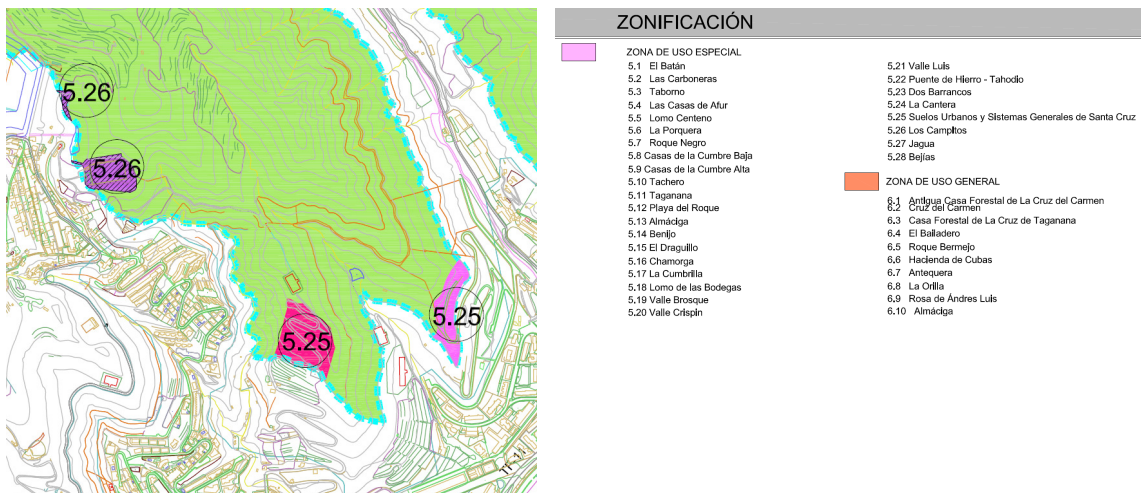 5.26
5.26
5.25
5.25
TF-11
ZONIFICACIÓN
ZONA DE USO ESPECIAL
5.1 El Batán
5.2 Las Carboneras
5.3 Taborno
5.4 Las Casas de Afur
5.5 Lomo Centeno
5.6 La Porquera
5.7 Roque Negro
5.8 Casas de la Cumbre Baja
5.9 Casas de la Cumbre Alta
5.10 Tachero
5.11 Taganana
5.12 Playa del Roque
5.13 Almáciga
5.14 Benijo
5.15 El Draguillo
5.16 Chamorga
5.17 La Cumbrilla
5.18 Lomo de las Bodegas
5.19 Valle Brosque
5.20 Valle Crispin
5.21 Valle Luis
5.22 Puente de Hierro - Tahodio
5.23 Dos Barrancos
5.24 La Cantera
5.25 Suelos Urbanos y Sistemas Generales de Santa Cruz
5.26 Los Campitos
5.27 Jagua
5.28 Bejías
ZONA DE USO GENERAL
6.1 Antigua Casa Forestal de La Cruz del Carmen
6.2 Cruz del Carmen
6.3 Casa Forestal de La Cruz de Taganana
6.4 El Bailadero
6.5 Roque Bermejo
6.6 Hacienda de Cubas
6.7 Antequera
6.8 La Orilla
6.9 Rosa de Ándres Luis
6.10 Almáciga